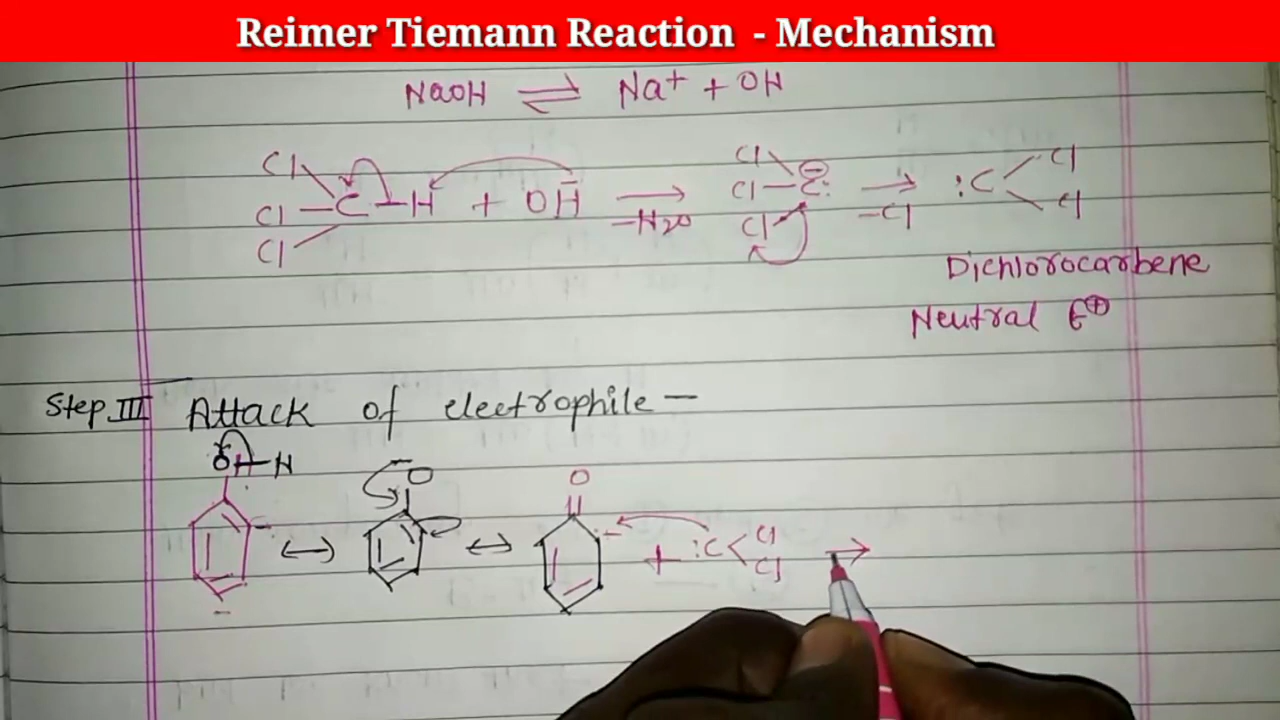 Reimer Tiemann Reaction - Mechanism
NaOH ⇌ Na+ + OH
Cl
Cl — C — H + OH̄ → -H2O
Cl
Cl
Cl — C̈ ⊖ → -Cl
Cl
:C Cl
Cl
Dichlorocarbene
Neutral E⊕
Step III Attack of electrophile —
OH — H
O
O
↔ ↔ + :C Cl →
Cl